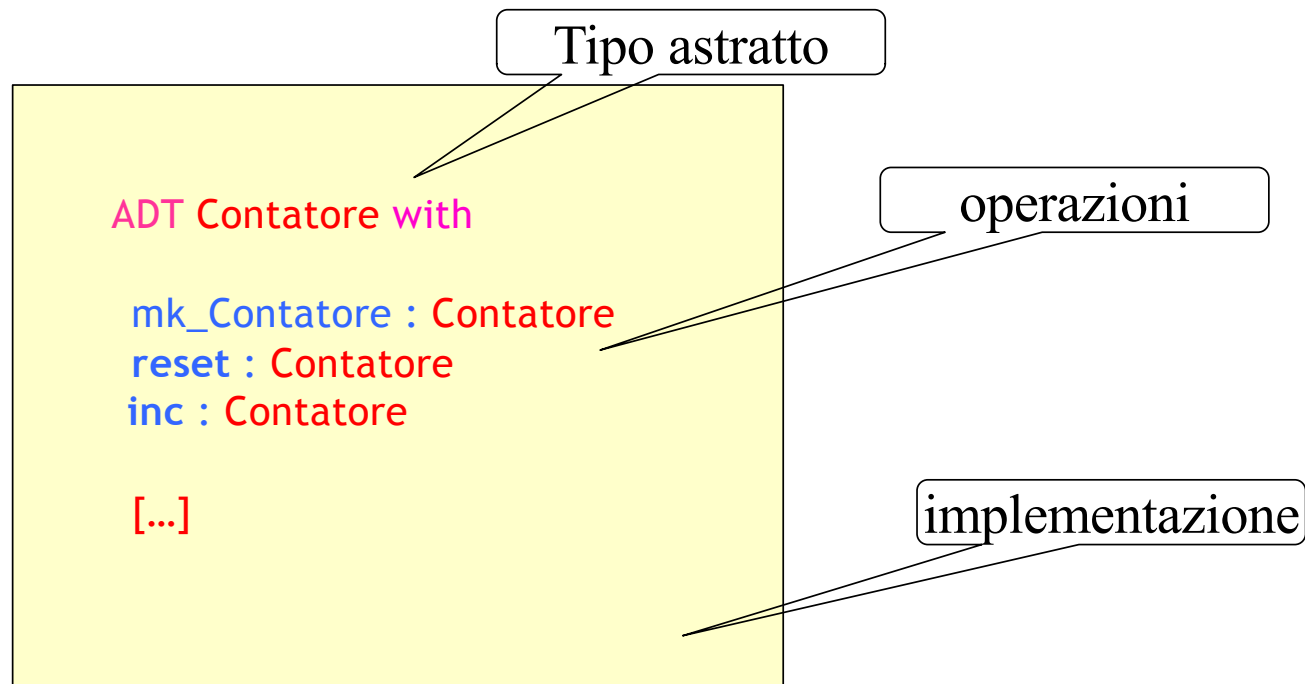 Tipo astratto
ADT Contatore with
operazioni
mk_Contatore : Contatore
reset : Contatore
inc : Contatore
[...]
implementazione